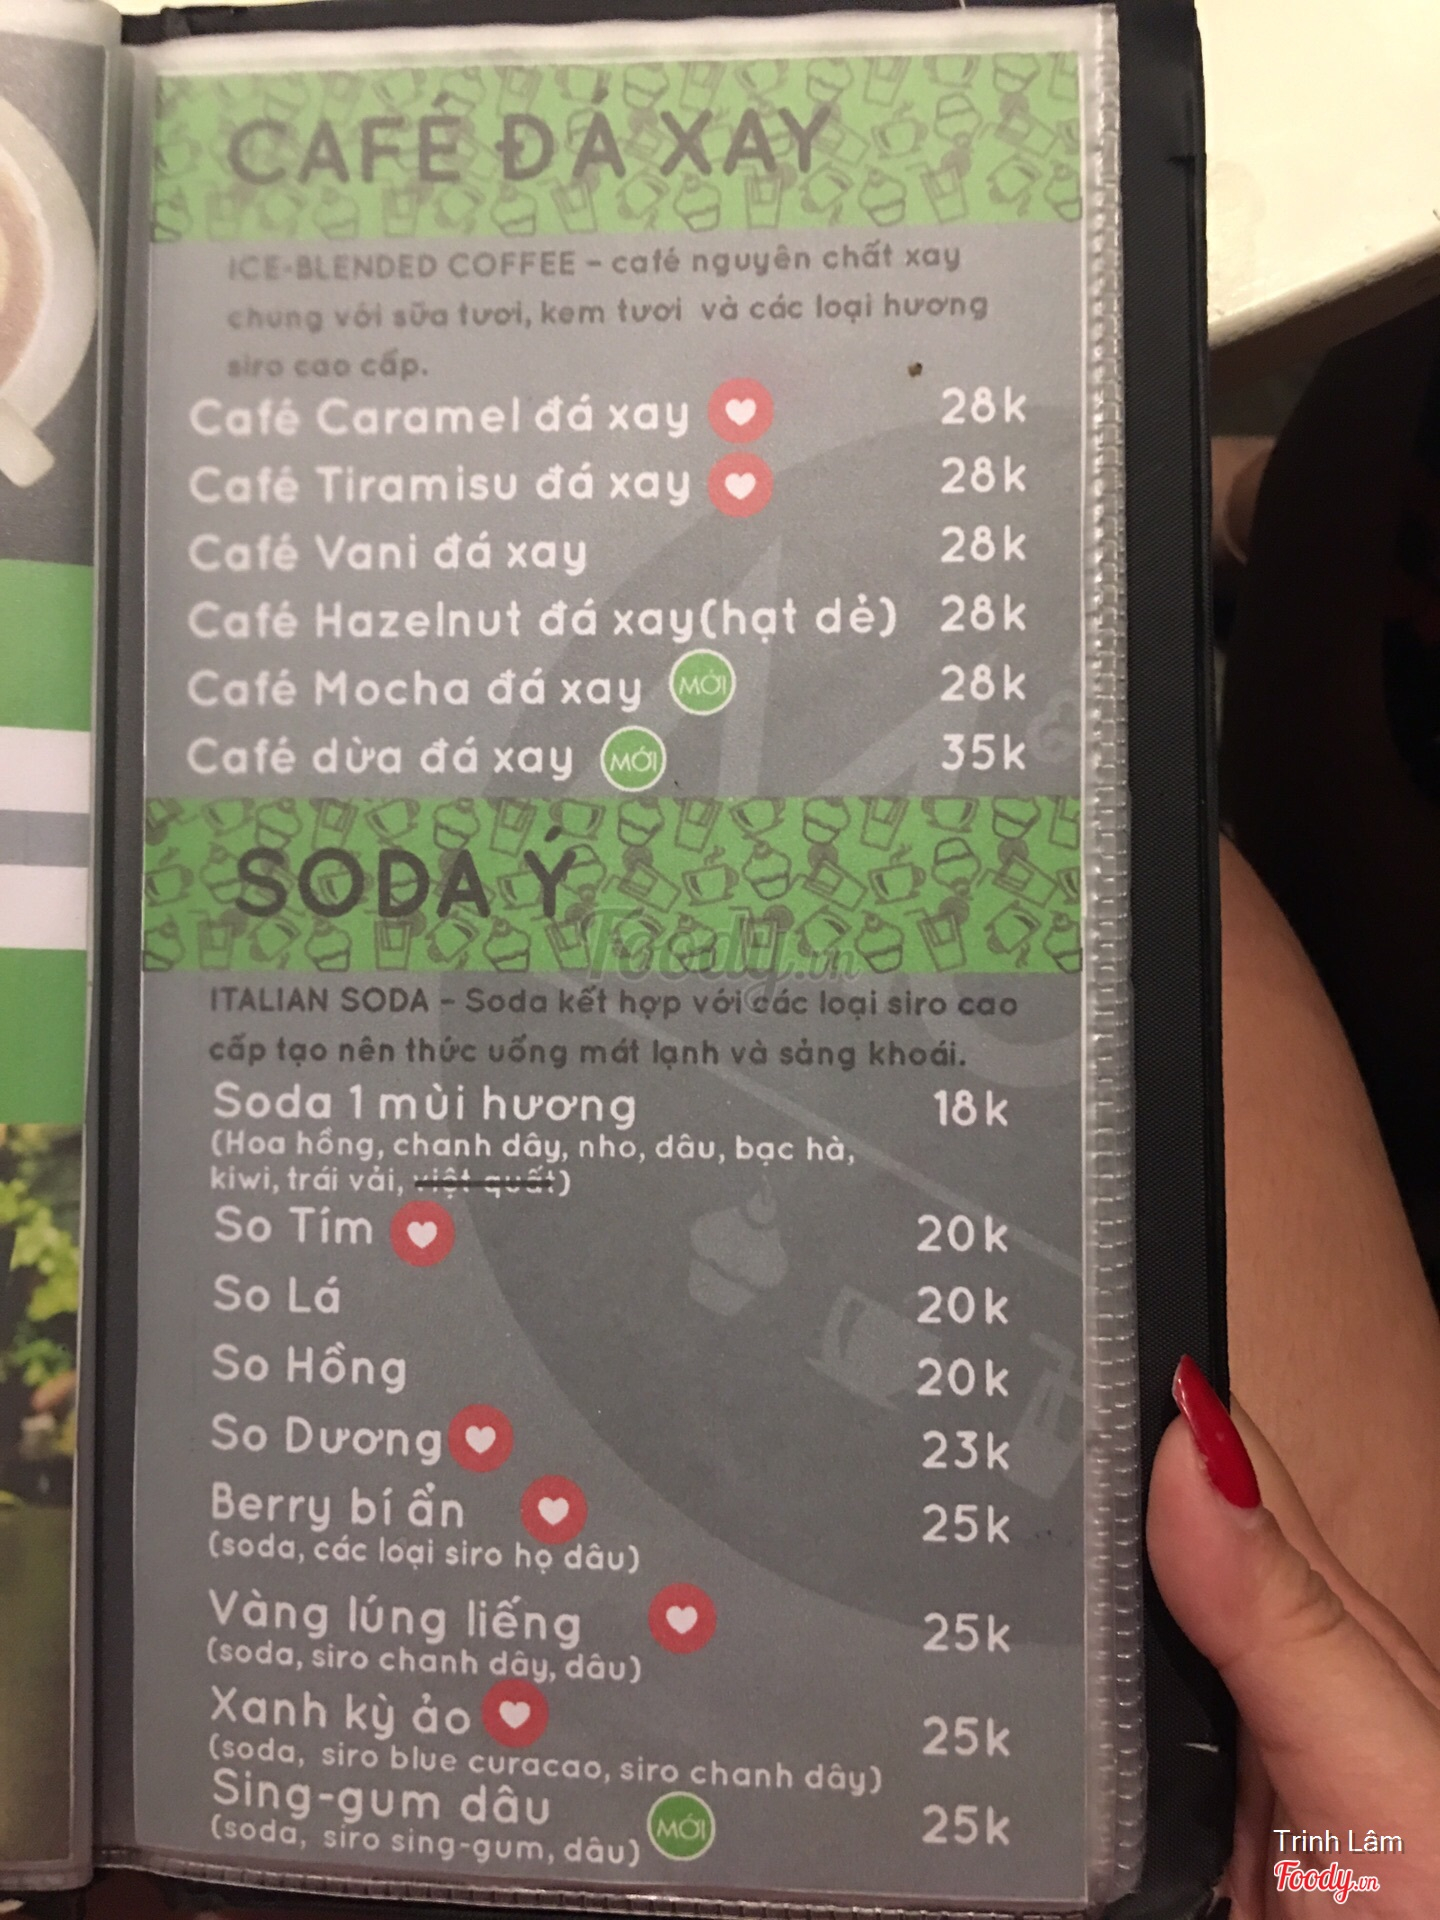 CAFÉ ĐÁ XAY
ICE-BLENDED COFFEE - café nguyên chất xay
chung với sữa tươi, kem tươi và các loại hương
siro cao cấp.
Café Caramel đá xay 28k
Café Tiramisu đá xay 28k
Café Vani đá xay 28k
Café Hazelnut đá xay(hạt dẻ) 28k
Café Mocha đá xay MỚI 28k
Café dừa đá xay MỚI 35k
SODA Ý
Foody.vn
ITALIAN SODA - Soda kết hợp với các loại siro cao
cấp tạo nên thức uống mát lạnh và sảng khoái.
Soda 1 mùi hương 18k
(Hoa hồng, chanh dây, nho, dâu, bạc hà,
kiwi, trái vải, việt quất)
So Tím 20k
So Lá 20k
So Hồng 20k
So Dương 23k
Berry bí ẩn 25k
(soda, các loại siro họ dâu)
Vàng lúng liếng 25k
(soda, siro chanh dây, dâu)
Xanh kỳ ảo 25k
(soda, siro blue curacao, siro chanh dây)
Sing-gum dâu MỚI 25k
(soda, siro sing-gum, dâu)
Trinh Lâm
Foody.vn